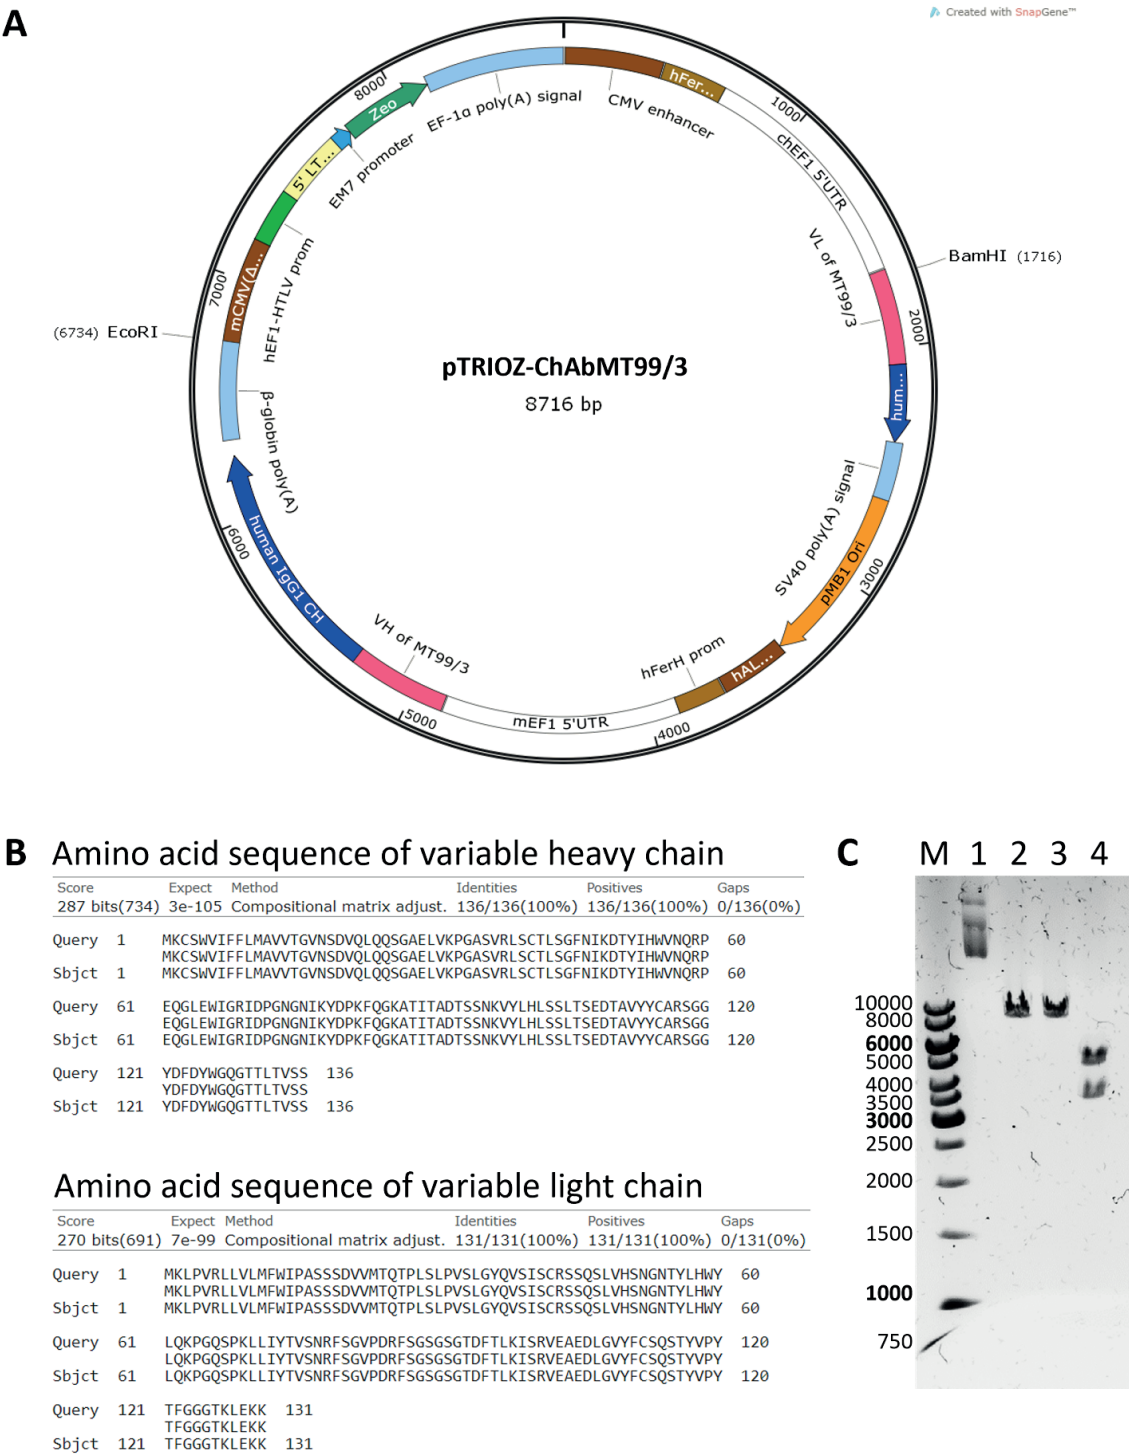 A
Created with SnapGene™
8000
Zeo
EF-1α poly(A) signal
CMV enhancer
hFer...
1000
chEF1 5'UTR
5' LT...
EM7 promoter
VL of MT99/3
BamHI (1716)
7000
mCMV(Δ...
hEF1-HTLV prom
2000
(6734) EcoRI
pTRIOZ-ChAbMT99/3
8716 bp
hum...
β-globin poly(A)
SV40 poly(A) signal
6000
human IgG1 CH
pMB1 Ori
3000
VH of MT99/3
hFerH prom
hAL...
5000
mEF1 5'UTR
4000
B Amino acid sequence of variable heavy chain
Score Expect Method Identities Positives Gaps
287 bits(734) 3e-105 Compositional matrix adjust. 136/136(100%) 136/136(100%) 0/136(0%)
Query 1 MKCSWVIFFLMAVVTGVNSDVQLQQSGAELVKPGASVRLSCTLSGFNIKDTYIHWVNQRP 60
MKCSWVIFFLMAVVTGVNSDVQLQQSGAELVKPGASVRLSCTLSGFNIKDTYIHWVNQRP
Sbjct 1 MKCSWVIFFLMAVVTGVNSDVQLQQSGAELVKPGASVRLSCTLSGFNIKDTYIHWVNQRP 60
Query 61 EQGLEWIGRIDPGNGNIKYDPKFQGKATITADTSSNKVYLHLSSLTSEDTAVYYCARSGG 120
EQGLEWIGRIDPGNGNIKYDPKFQGKATITADTSSNKVYLHLSSLTSEDTAVYYCARSGG
Sbjct 61 EQGLEWIGRIDPGNGNIKYDPKFQGKATITADTSSNKVYLHLSSLTSEDTAVYYCARSGG 120
Query 121 YDFDYWGQGTTLTVSS 136
YDFDYWGQGTTLTVSS
Sbjct 121 YDFDYWGQGTTLTVSS 136
Amino acid sequence of variable light chain
Score Expect Method Identities Positives Gaps
270 bits(691) 7e-99 Compositional matrix adjust. 131/131(100%) 131/131(100%) 0/131(0%)
Query 1 MKLPVRLLVLMFWIPASSSDVVMTQTPLSLPVSLGYQVSISCRSSQSLVHSNGNTYLHWY 60
MKLPVRLLVLMFWIPASSSDVVMTQTPLSLPVSLGYQVSISCRSSQSLVHSNGNTYLHWY
Sbjct 1 MKLPVRLLVLMFWIPASSSDVVMTQTPLSLPVSLGYQVSISCRSSQSLVHSNGNTYLHWY 60
Query 61 LQKPGQSPKLLIYTVSNRFSGVPDRFSGSGSGTDFTLKISRVEAEDLGVYFCSQSTYVPY 120
LQKPGQSPKLLIYTVSNRFSGVPDRFSGSGSGTDFTLKISRVEAEDLGVYFCSQSTYVPY
Sbjct 61 LQKPGQSPKLLIYTVSNRFSGVPDRFSGSGSGTDFTLKISRVEAEDLGVYFCSQSTYVPY 120
Query 121 TFGGGTKLEKK 131
TFGGGTKLEKK
Sbjct 121 TFGGGTKLEKK 131
C M 1 2 3 4
10000
8000
6000
5000
4000
3500
3000
2500
2000
1500
1000
750